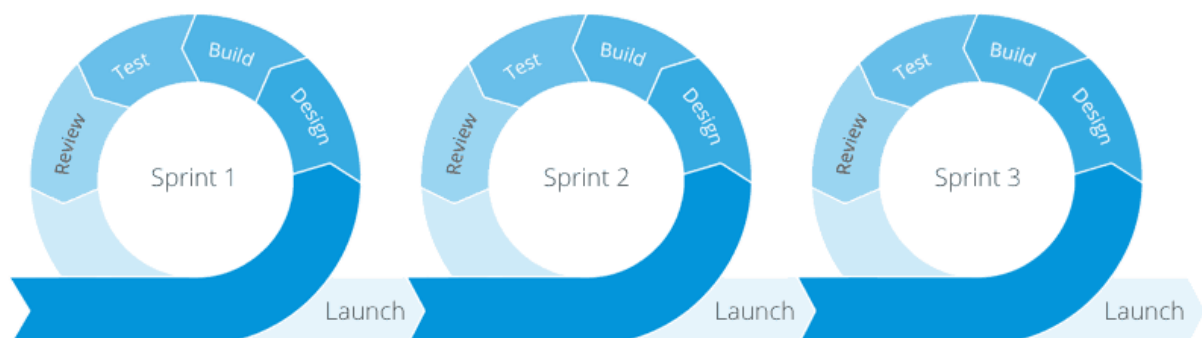 Test
Build
Design
Review
Sprint 1
Launch
Test
Build
Design
Review
Sprint 2
Launch
Test
Build
Design
Review
Sprint 3
Launch